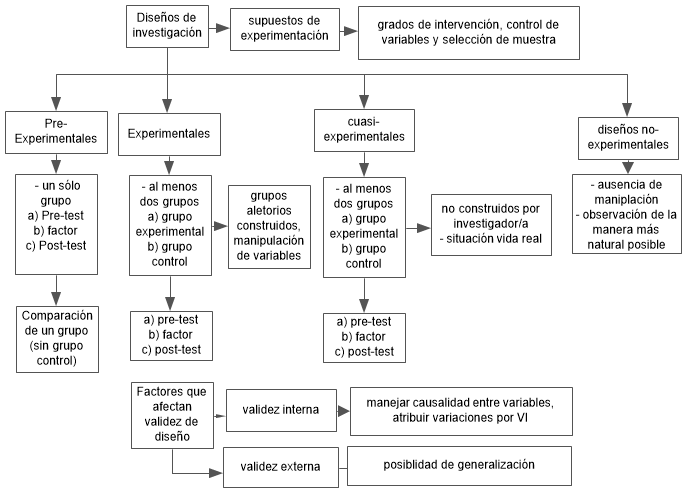 Diseños de
investigación
supuestos de
experimentación
grados de intervención, control de
variables y selección de muestra
Pre-
Experimentales
Experimentales
cuasi-
experimentales
diseños no-
experimentales
- un sólo
grupo
a) Pre-test
b) factor
c) Post-test
- al menos
dos grupos
a) grupo
experimental
b) grupo
control
grupos
aletorios
construidos,
manipulación
de variables
- al menos
dos grupos
a) grupo
experimental
b) grupo
control
no construidos por
investigador/a
- situación vida real
- ausencia de
maniplación
- observación de la
manera más
natural posible
Comparación
de un grupo
(sin grupo
control)
a) pre-test
b) factor
c) post-test
a) pre-test
b) factor
c) post-test
Factores que
afectan
validez de
diseño
validez interna
manejar causalidad entre variables,
atribuir variaciones por VI
validez externa
posiblidad de generalización